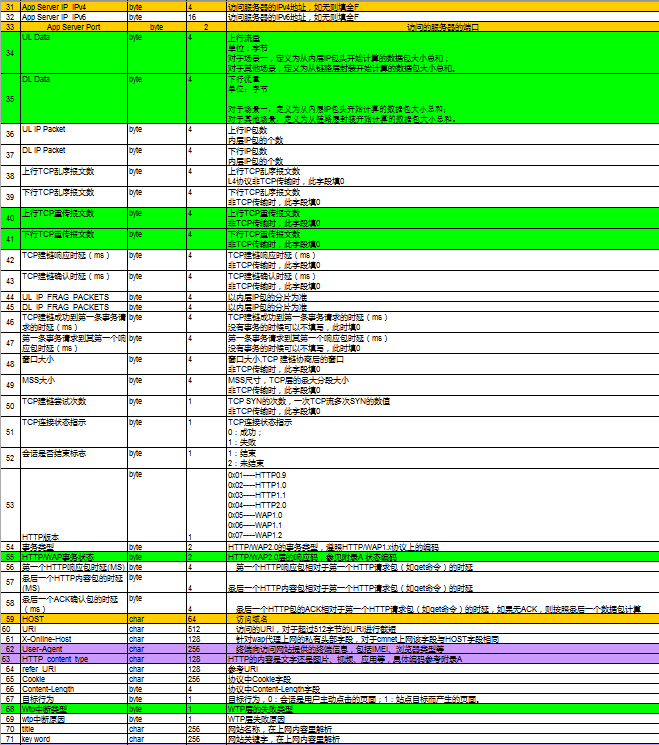 31 App Server IP_IPv4 byte 4 访问服务器的IPv4地址，如无则填全F
32 App Server IP_IPv6 byte 16 访问服务器的IPv6地址，如无则填全F
33 App Server Port byte 2 访问的服务器的端口
34 UL Data byte 4 上行流量
单位：字节
对于场景一，定义为从内层IP包头开始计算的数据包大小总和；
对于其他场景，定义为从链路层封装开始计算的数据包大小总和。
35 DL Data byte 4 下行流量
单位：字节
对于场景一，定义为从内层IP包头开始计算的数据包大小总和；
对于其他场景，定义为从链路层封装开始计算的数据包大小总和。
36 UL IP Packet byte 4 上行IP包数
内层IP包的个数
37 DL IP Packet byte 4 下行IP包数
内层IP包的个数
38 上行TCP乱序报文数 byte 4 上行TCP乱序报文数
L4协议非TCP传输时，此字段填0
39 下行TCP乱序报文数 byte 4 下行TCP乱序报文数
非TCP传输时，此字段填0
40 上行TCP重传报文数 byte 4 上行TCP重传报文数
非TCP传输时，此字段填0
41 下行TCP重传报文数 byte 4 下行TCP重传报文数
非TCP传输时，此字段填0
42 TCP建链响应时延（ms） byte 4 TCP建链响应时延（ms）
非TCP传输时，此字段填0
43 TCP建链确认时延（ms） byte 4 TCP建链确认时延（ms）
非TCP传输时，此字段填0
44 UL_IP_FRAG_PACKETS byte 4 以内层IP包的分片为准
45 DL_IP_FRAG_PACKETS byte 4 以内层IP包的分片为准
46 TCP建链成功到第一条事务请 byte 4 TCP建链成功到第一条事务请求的时延（ms）
求的时延（ms） 没有事务的时候可以不填写，此时填0
47 第一条事务请求到其第一个响 byte 4 第一条事务请求到其第一个响应包时延（ms）
应包时延（ms） 没有事务的时候可以不填写，此时填0
48 窗口大小 byte 4 窗口大小,TCP 建链协商后的窗口
非TCP传输时，此字段填0
49 MSS大小 byte 4 MSS尺寸，TCP层的最大分段大小
非TCP传输时，此字段填0
50 TCP建链尝试次数 byte 1 TCP SYN的次数，一次TCP流多次SYN的数值
非TCP传输时，此字段填0
51 TCP连接状态指示 byte 1 TCP连接状态指示
0：成功；
1：失败
52 会话是否结束标志 byte 1 1：结束
2：未结束
53 HTTP版本 byte 1 0x01----HTTP0.9
0x02----HTTP1.0
0x03----HTTP1.1
0x04----HTTP2.0
0x05----WAP1.0
0x06----WAP1.1
0x07----WAP1.2
54 事务类型 byte 2 HTTP/WAP2.0的事务类型，遵照HTTP/WAP1.x协议上的编码
55 HTTP/WAP事务状态 byte 2 HTTP/WAP2.0层的响应码，参见附录A 状态编码
56 第一个HTTP响应包时延(MS) byte 4 第一个HTTP响应包相对于第一个HTTP请求包（如get命令）的时延
57 最后一个HTTP内容包的时延 byte 4
(MS) 最后一个HTTP内容包相对于第一个HTTP请求包（如get命令）的时延
58 最后一个ACK确认包的时延 byte 4
（ms） 最后一个HTTP包的ACK相对于第一个HTTP请求包（如get命令）的时延，如果无ACK，则按照最后一个数据包计算
59 HOST char 64 访问域名
60 URI char 512 访问的URI，对于超过512字节的URI进行截短
61 X-Online-Host char 128 针对wap代理上网的私有头部字段，对于cmnet上网该字段与HOST字段相同
62 User-Agent char 256 终端向访问网站提供的终端信息，包括IMEI、浏览器类型等
63 HTTP_content_type char 128 HTTP的内容是文字还是图片、视频、应用等，具体编码参考附录A
64 refer_URI char 128 参考URI
65 Cookie char 256 协议中Cookie字段
66 Content-Length byte 4 协议中Content-Length字段
67 目标行为 byte 1 目标行为，0：会话是用户主动点击的页面；1：站点目标而产生的页面。
68 Wtp中断类型 byte 1 WTP层的失败类型
69 wtp中断原因 byte 1 WTP层失败原因
70 title char 256 网站名称，在上网内容里解析
71 key word char 256 网站关键字，在上网内容里解析